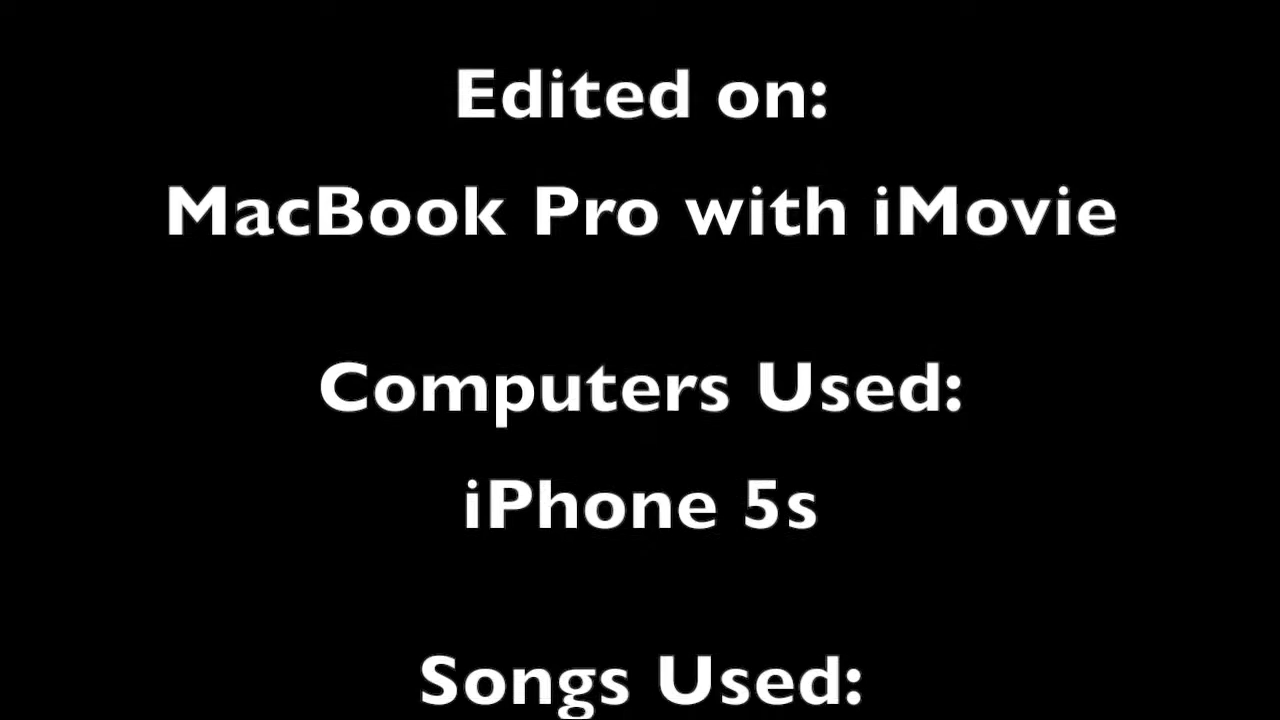 Edited on:
MacBook Pro with iMovie
Computers Used:
iPhone 5s
Songs Used: